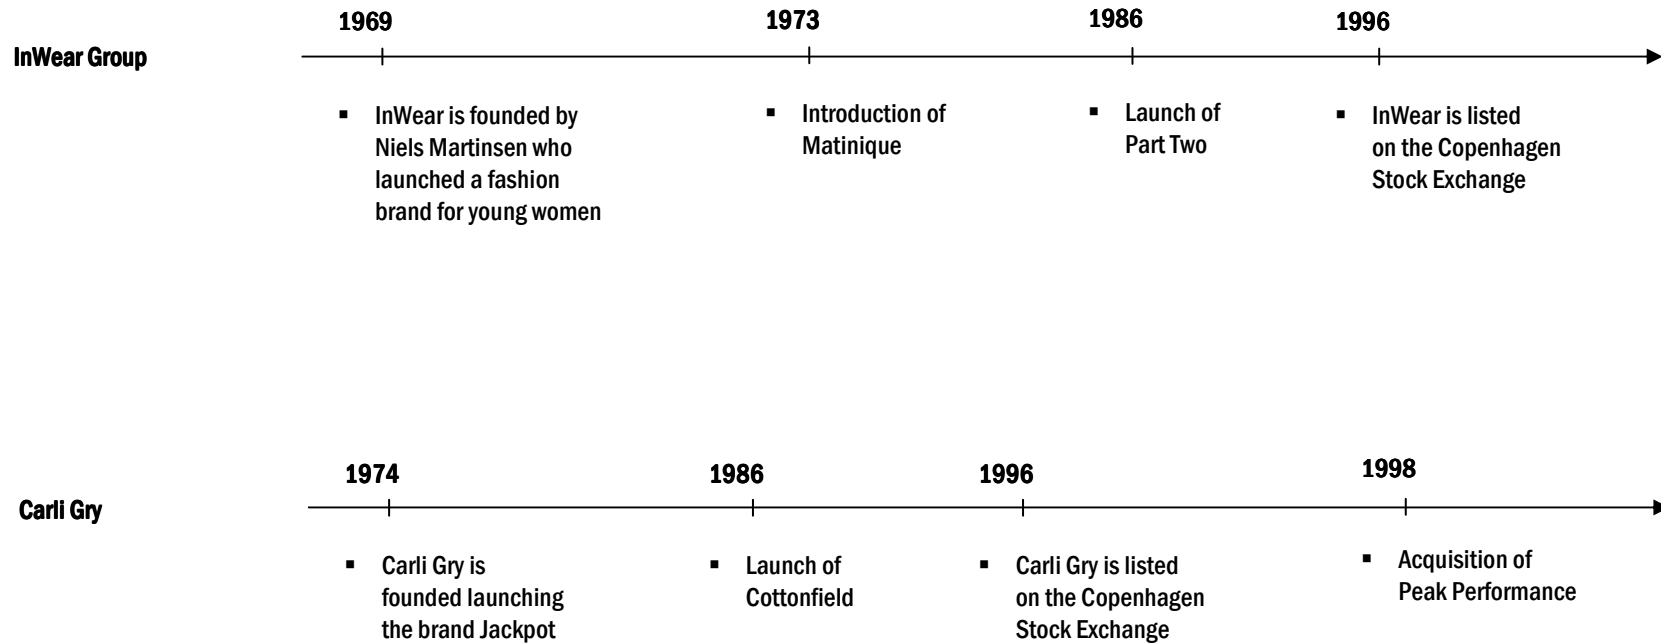 1969
1973
1986
1996
InWear Group
▪ InWear is founded by
Niels Martinsen who
launched a fashion
brand for young women
▪ Introduction of
Matinique
▪ Launch of
Part Two
▪ InWear is listed
on the Copenhagen
Stock Exchange
1974
1986
1996
1998
Carli Gry
▪ Carli Gry is
founded launching
the brand Jackpot
▪ Launch of
Cottonfield
▪ Carli Gry is listed
on the Copenhagen
Stock Exchange
▪ Acquisition of
Peak Performance